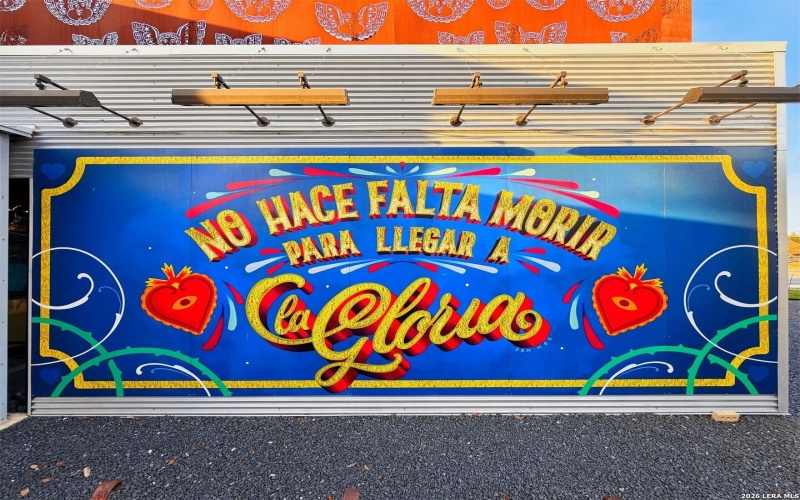 NO HACE FALTA MORIR
PARA LLEGAR A
la Gloria
2026 LERA MLS